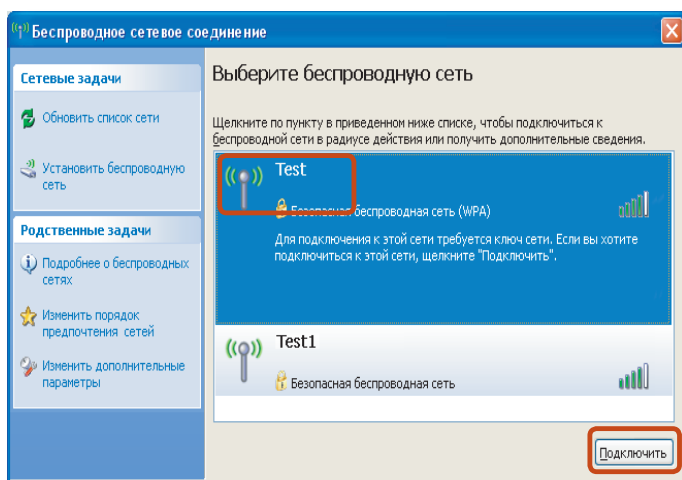 Беспроводное сетевое соединение
Сетевые задачи
Обновить список сети
Установить беспроводную
сеть
Родственные задачи
Подробнее о беспроводных
сетях
Изменить порядок
предпочтения сетей
Изменить дополнительные
параметры
Выберите беспроводную сеть
Щелкните по пункту в приведенном ниже списке, чтобы подключиться к
беспроводной сети в радиусе действия или получить дополнительные сведения.
Test
Безопасная беспроводная сеть (WPA)
Для подключения к этой сети требуется ключ сети. Если вы хотите
подключиться к этой сети, щелкните "Подключить".
Test1
Безопасная беспроводная сеть
Подключить